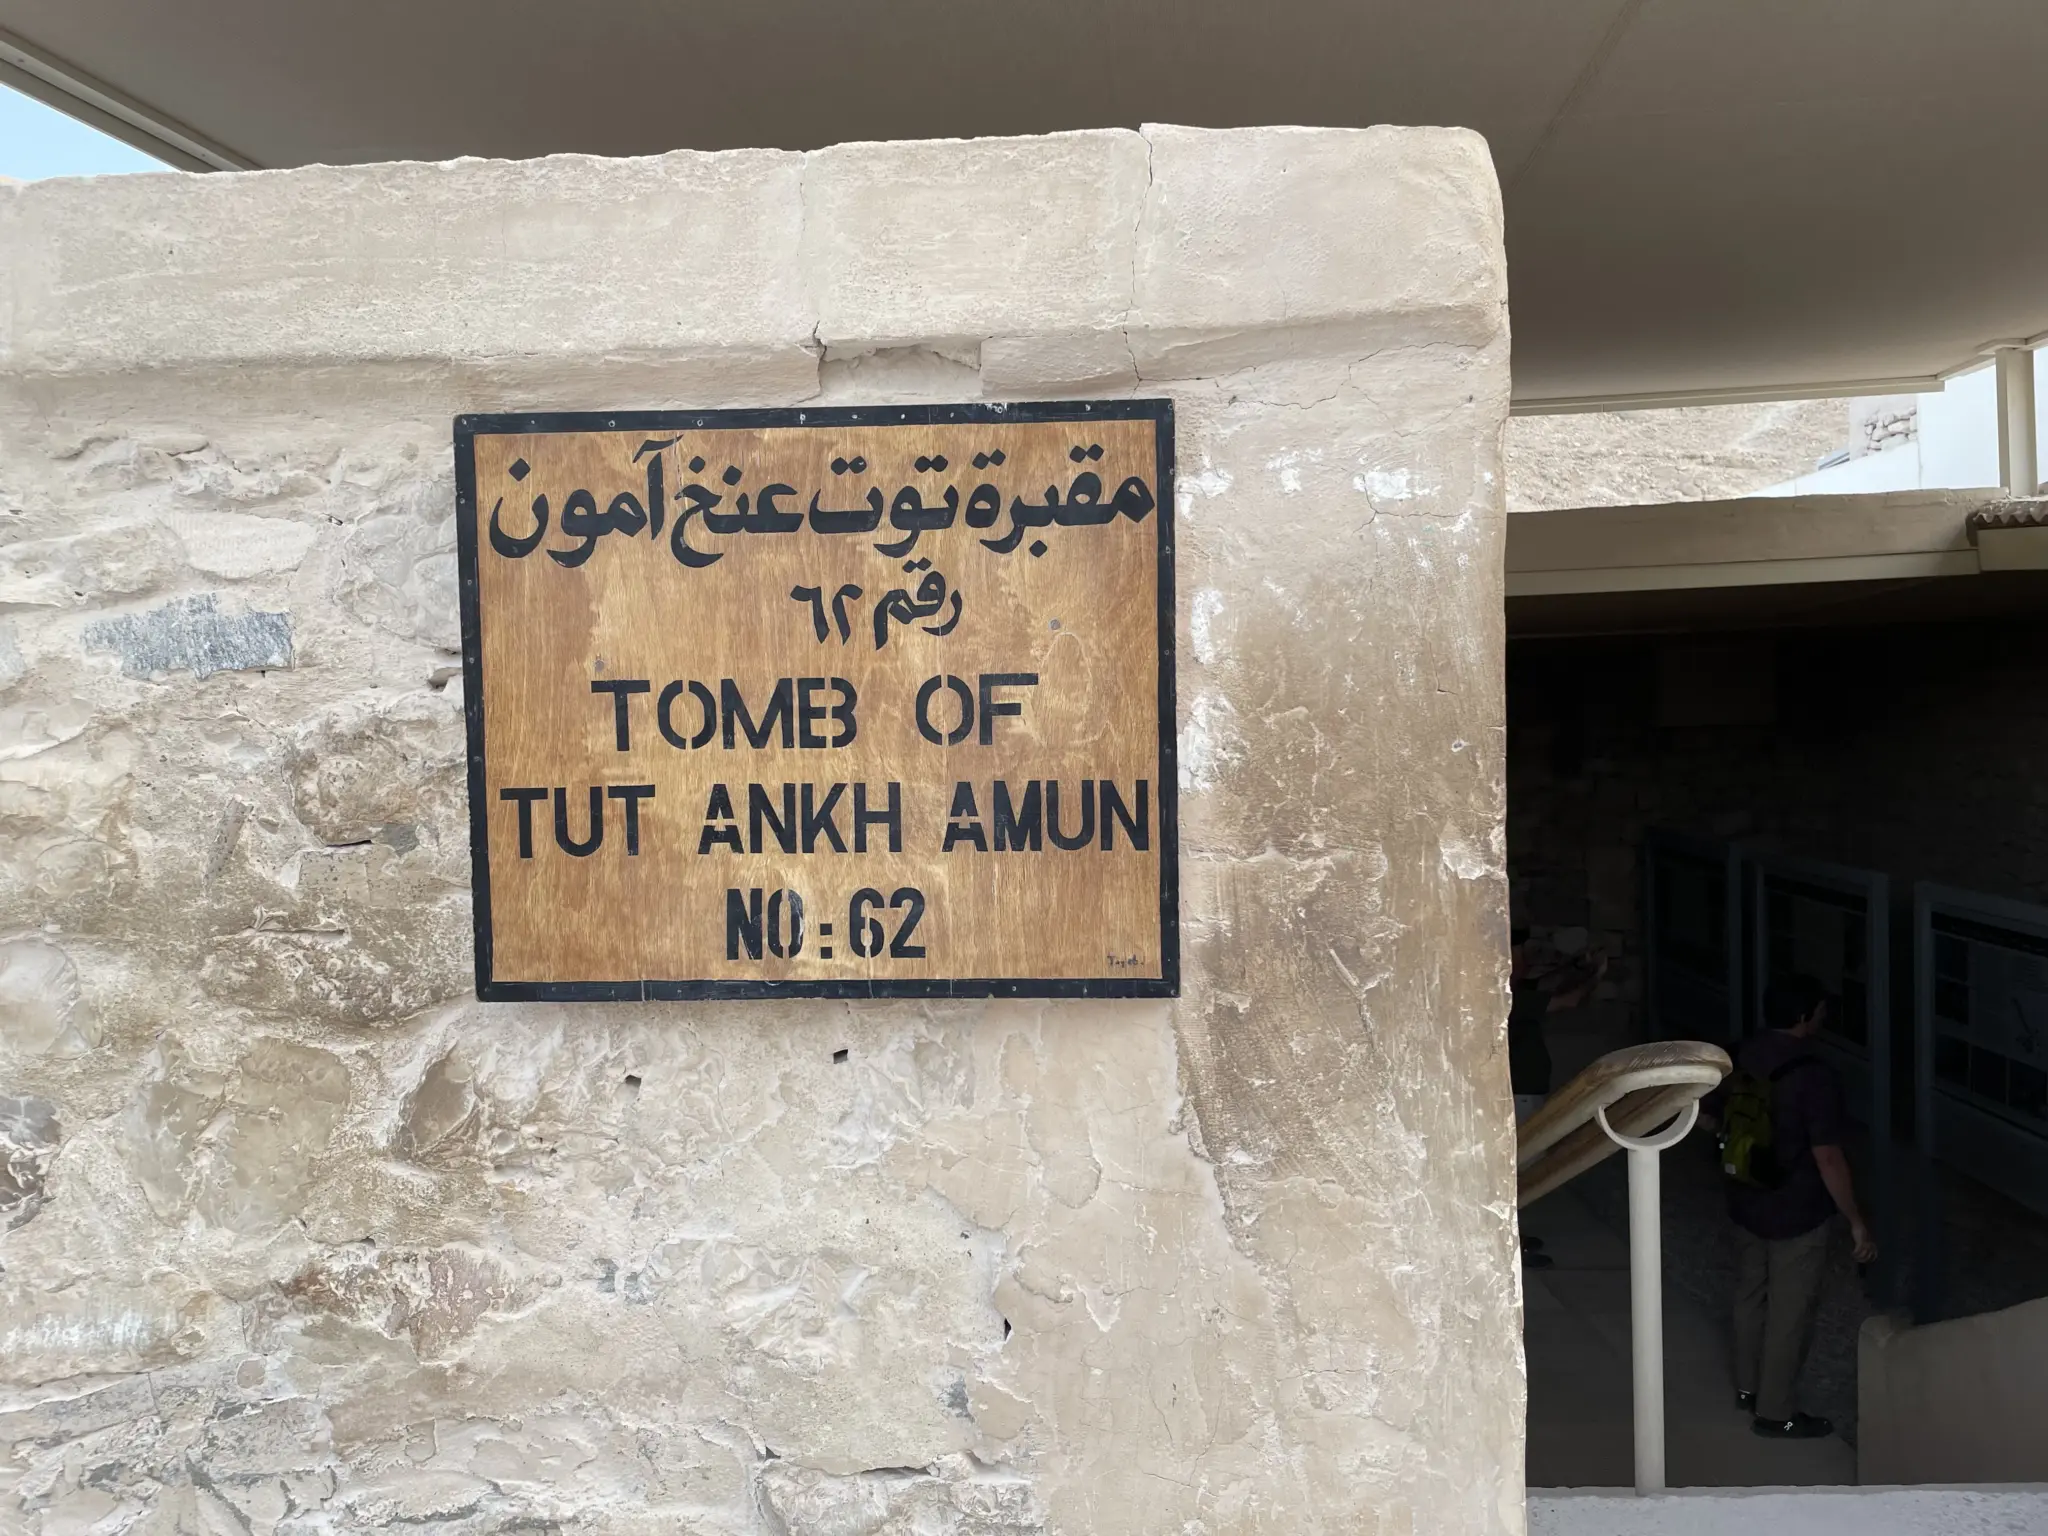 مقبرة توت عنخ آمون
رقم ٦٢
TOMB OF
TUT ANKH AMUN
NO: 62